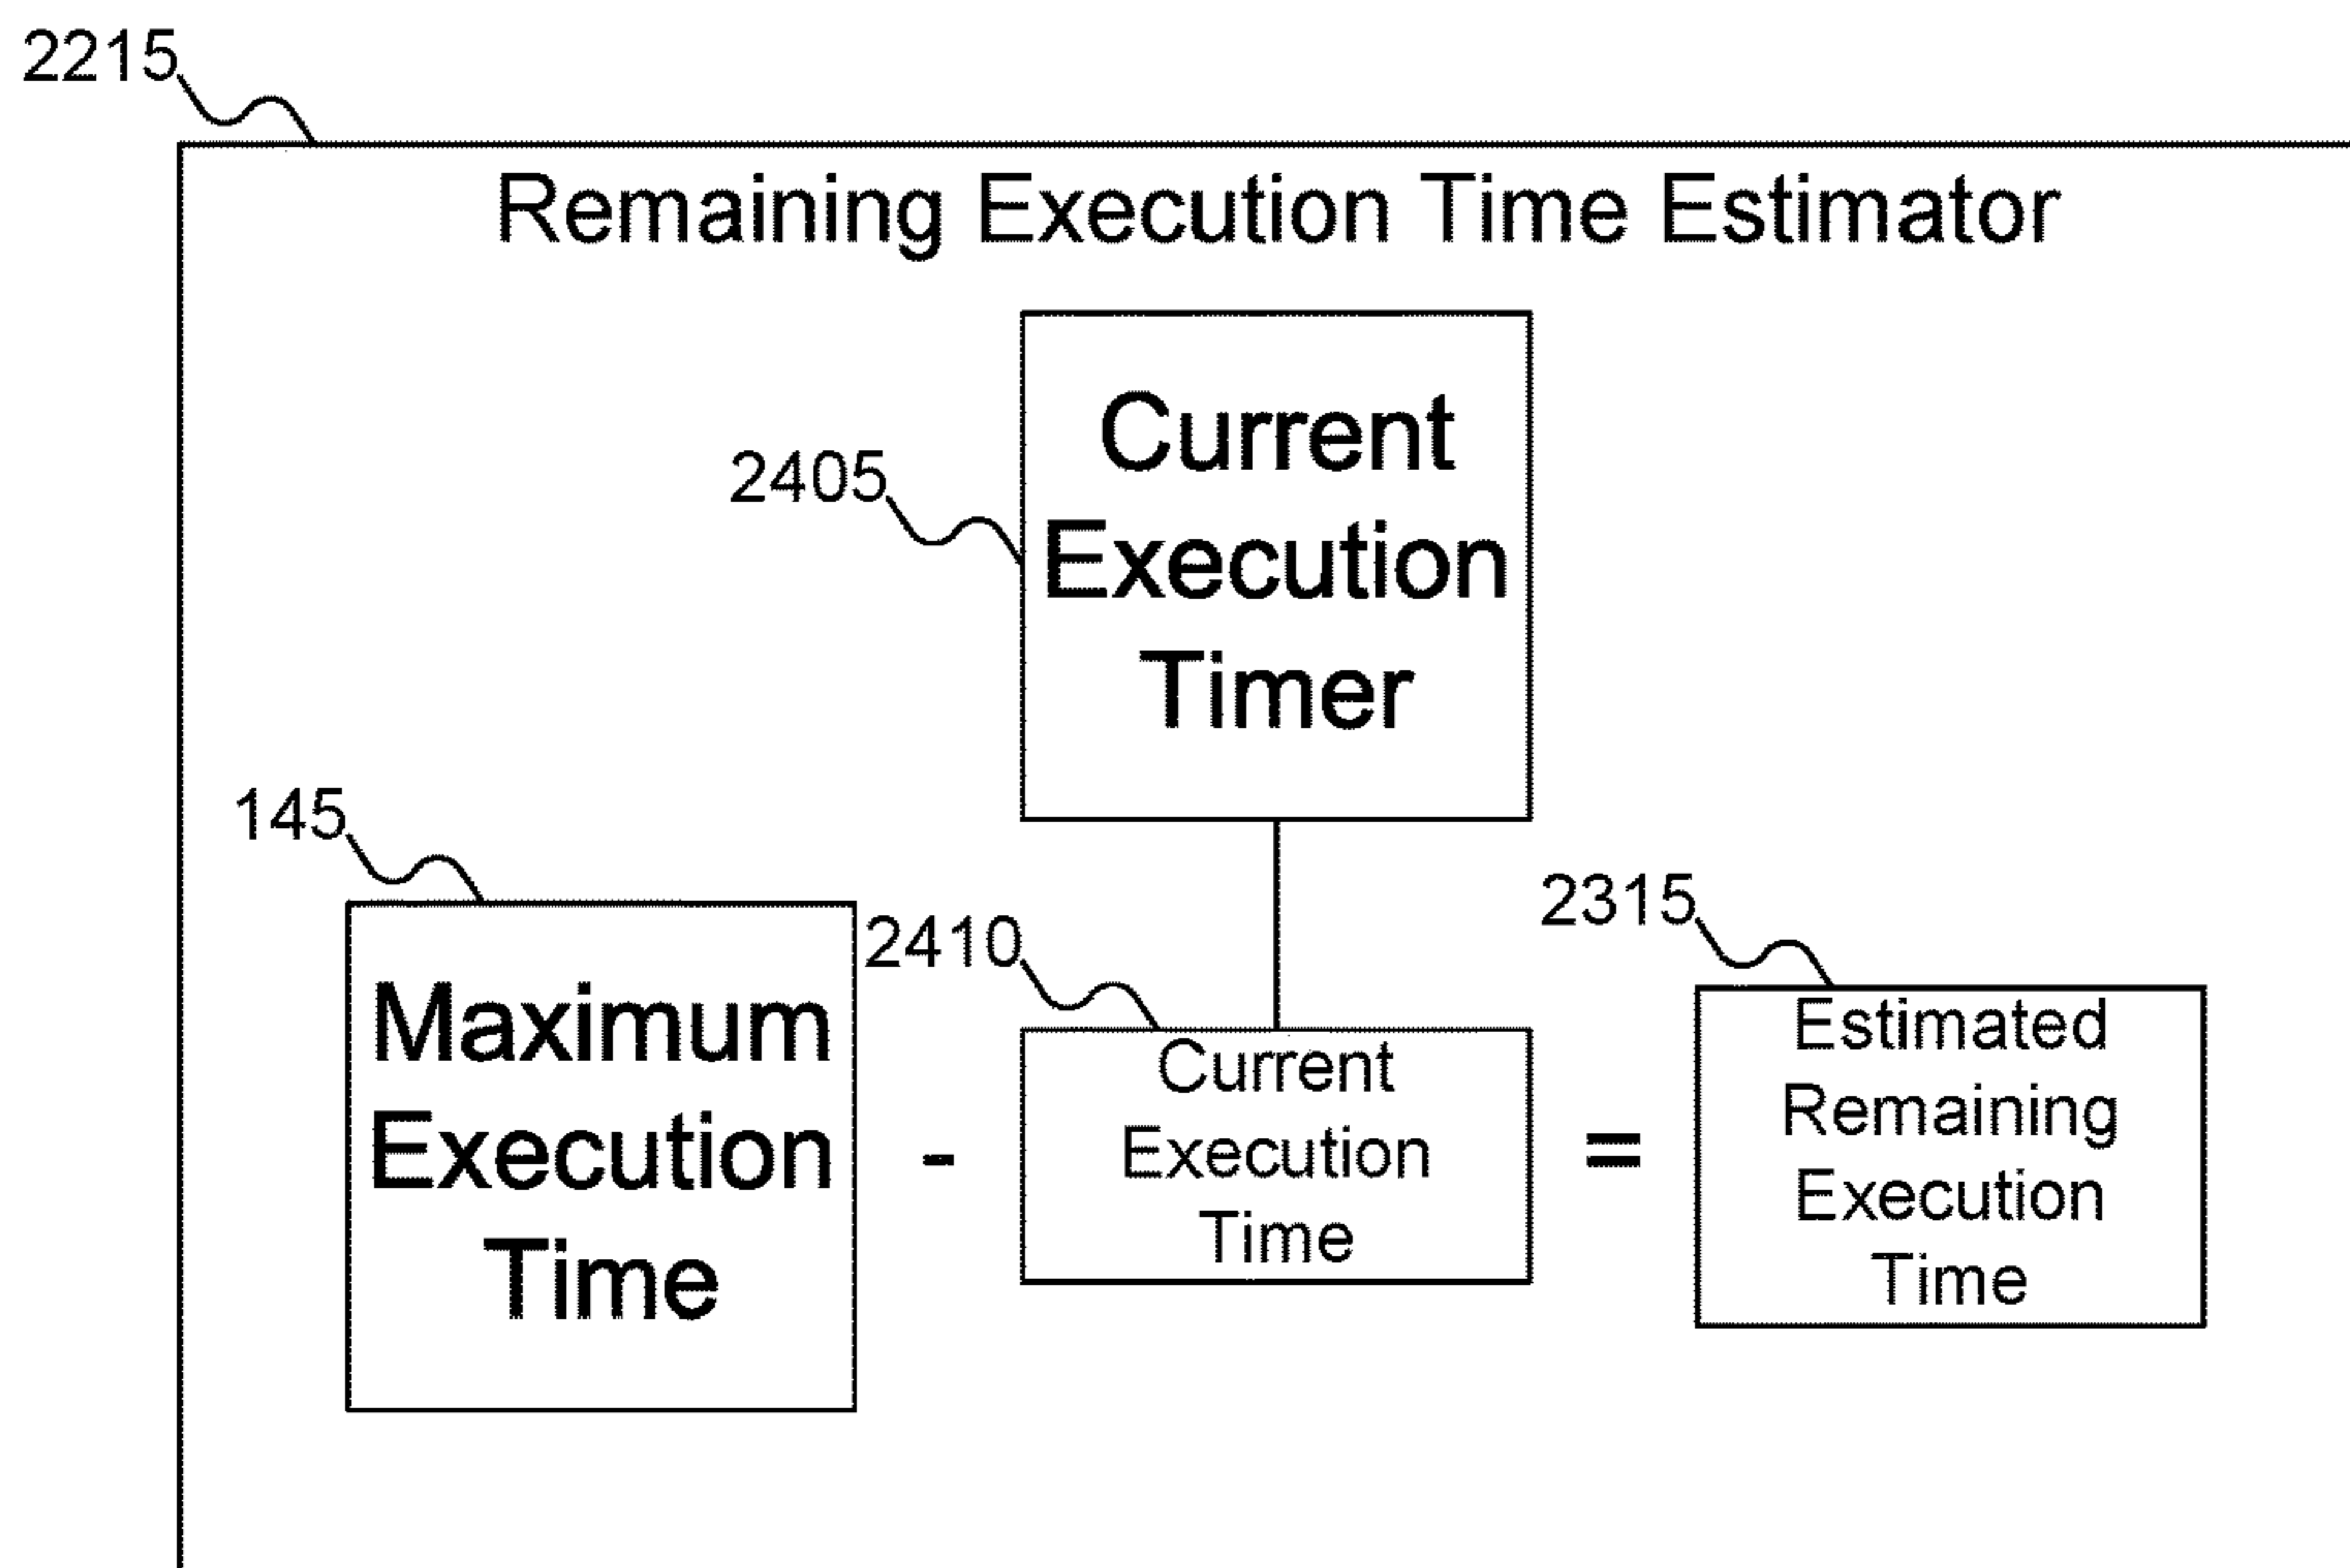 2215
Remaining Execution Time Estimator
2405
Current
Execution
Timer
145
Maximum
Execution
Time
-
2410
Current
Execution
Time
=
2315
Estimated
Remaining
Execution
Time